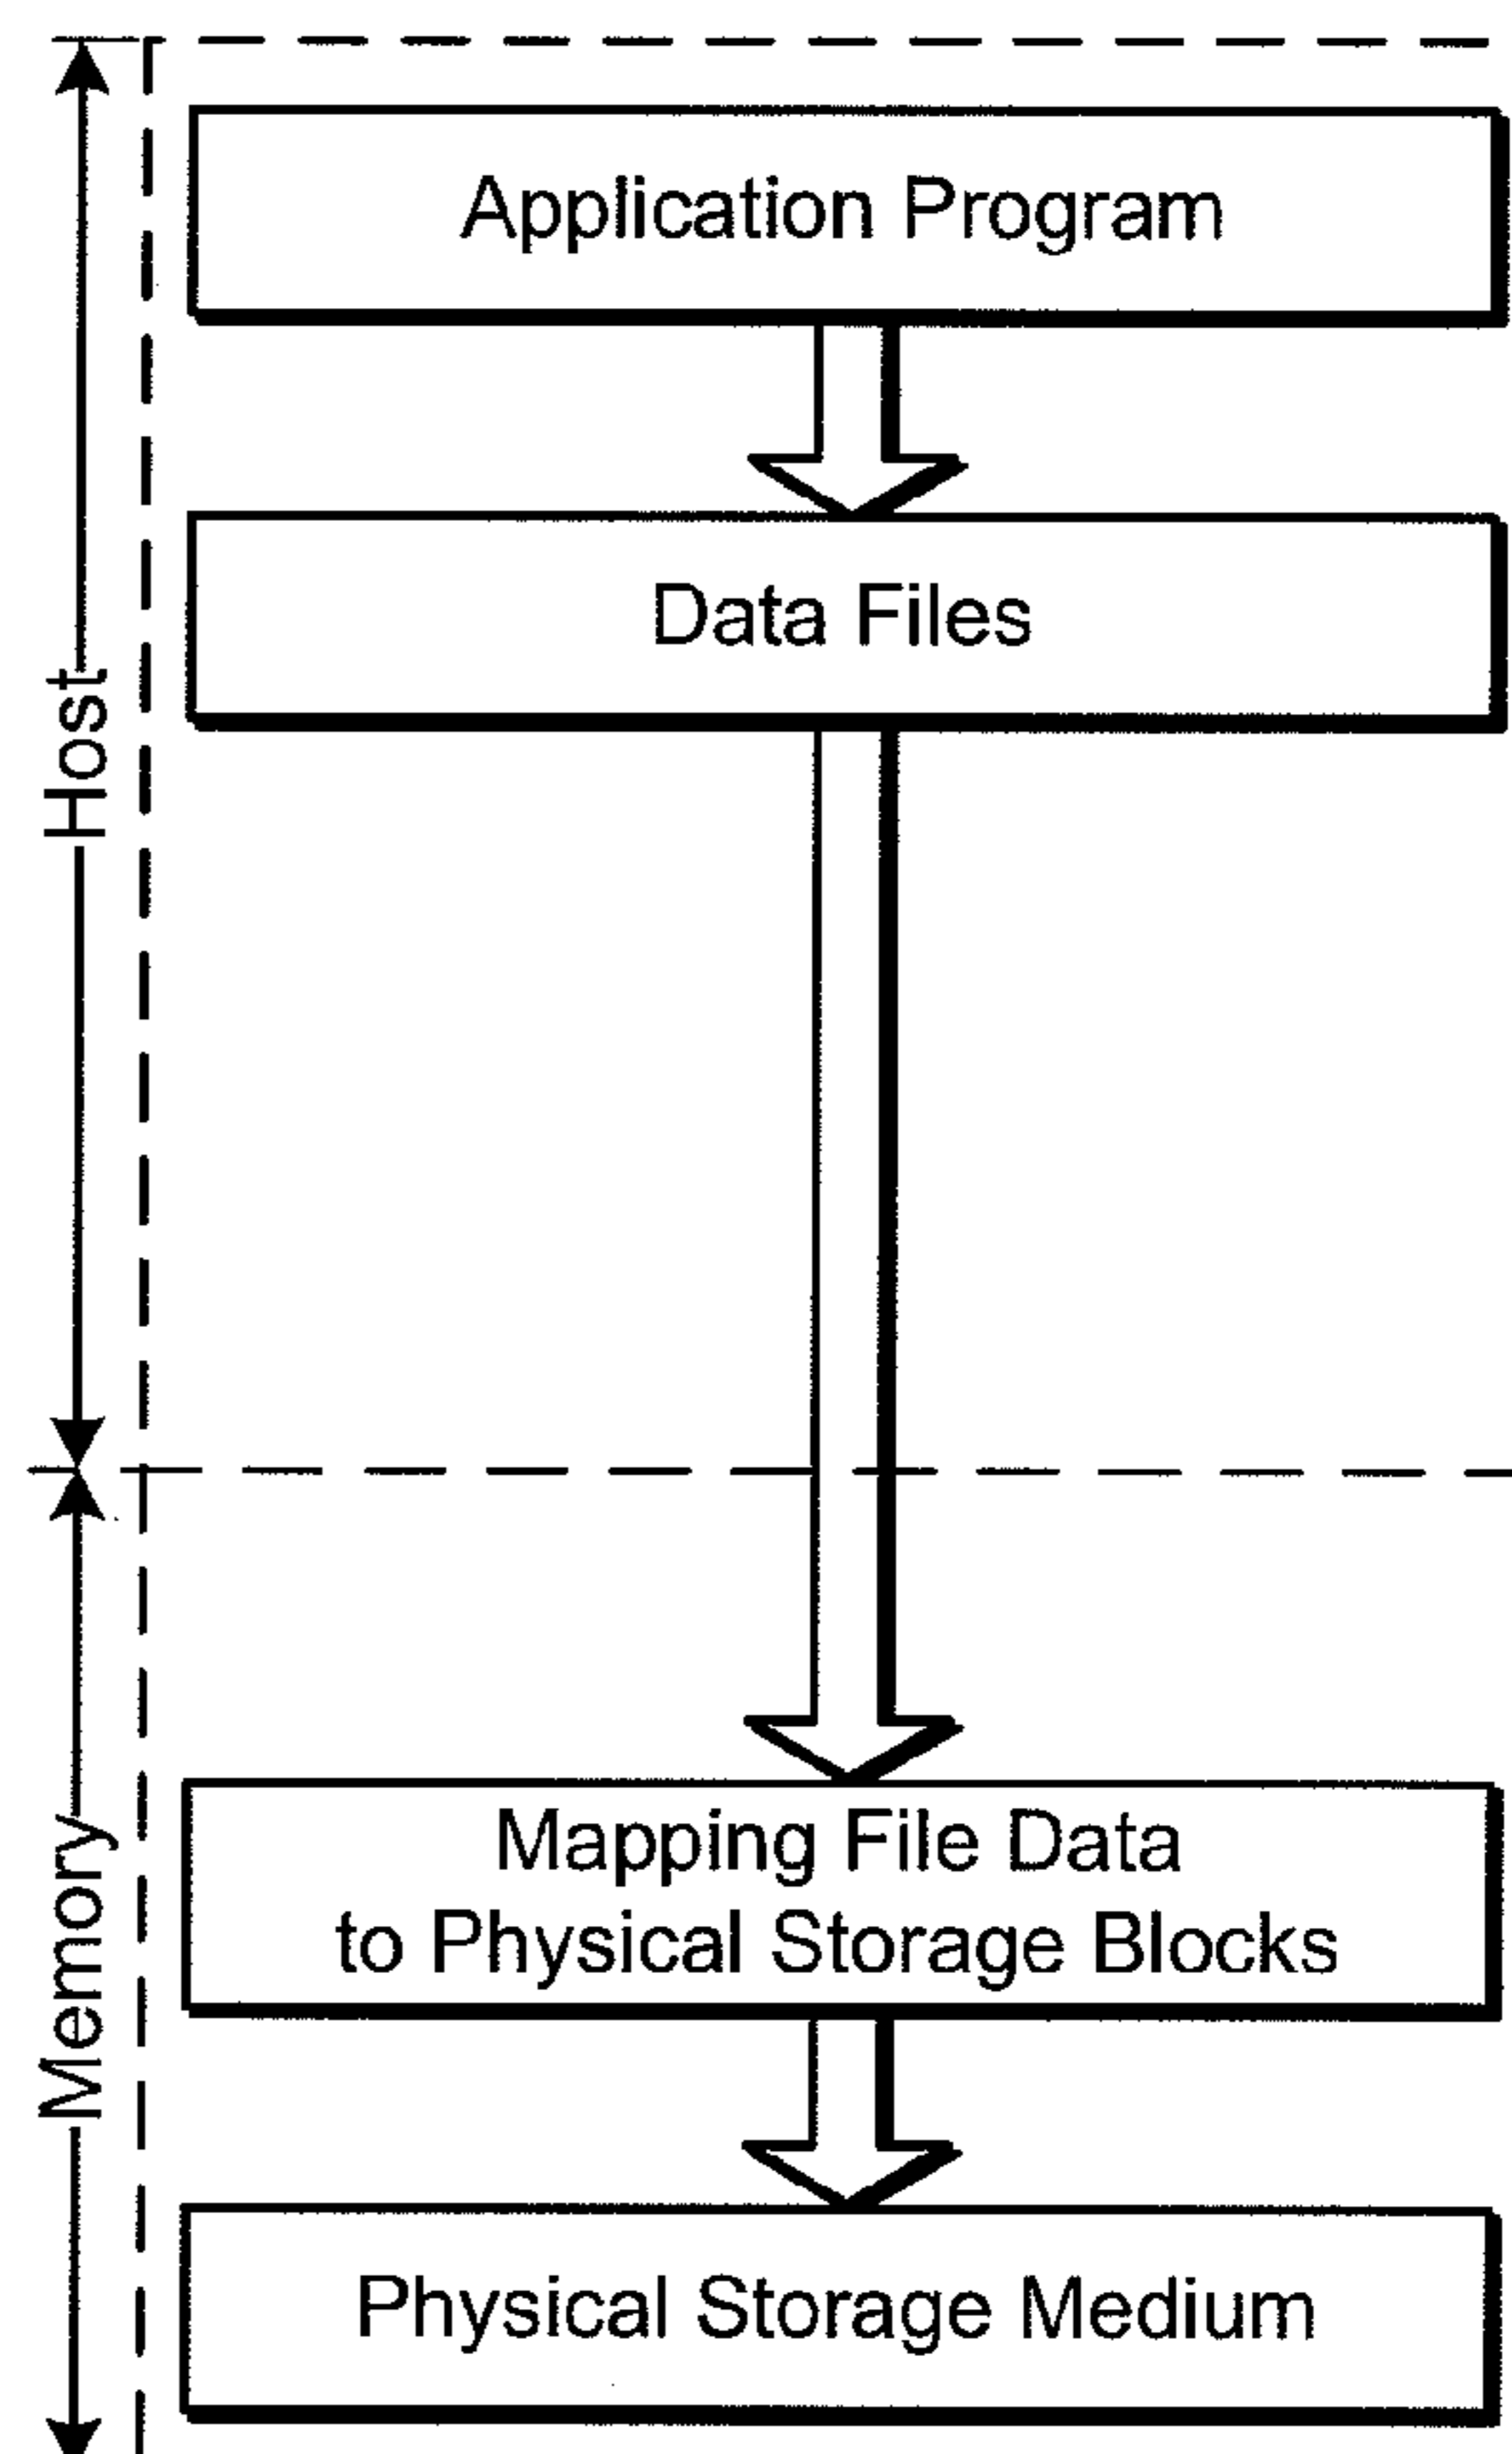 Application Program
Data Files
Host
Mapping File Data
to Physical Storage Blocks
Memory
Physical Storage Medium